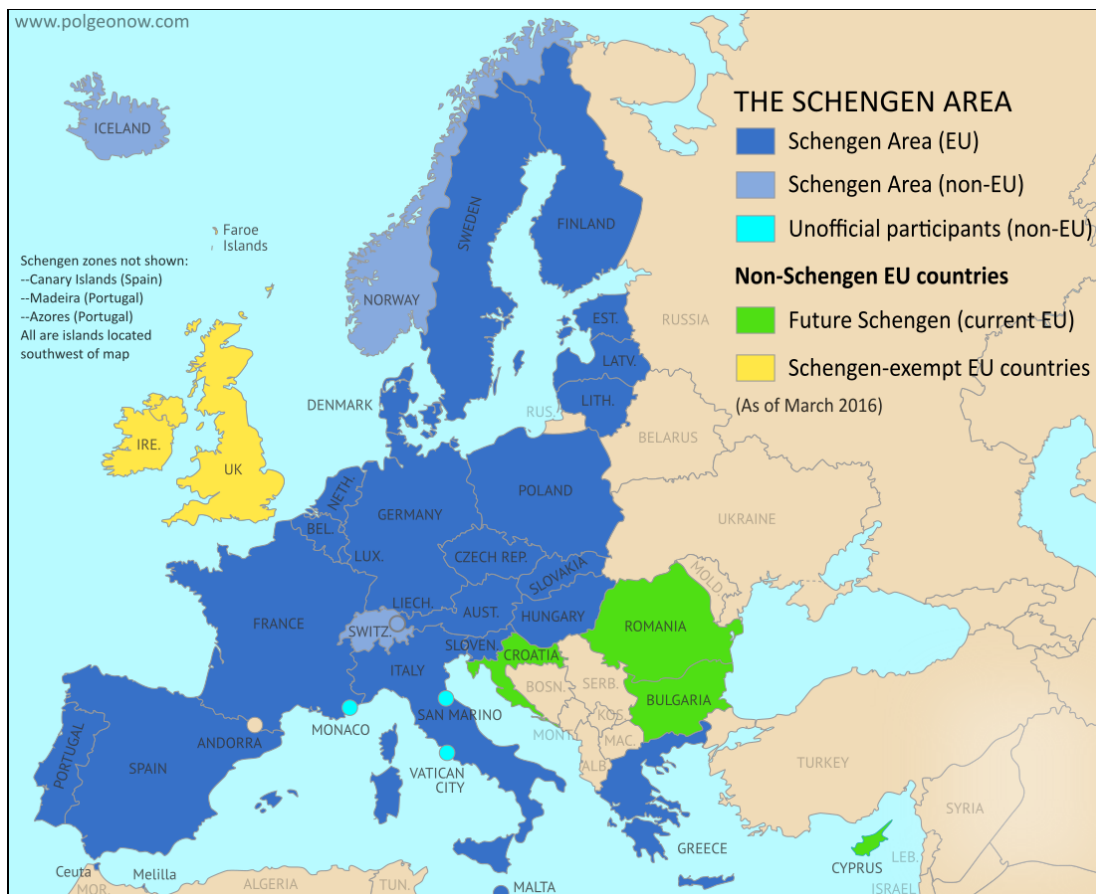 www.polgeonow.com
THE SCHENGEN AREA
Schengen Area (EU)
Schengen Area (non-EU)
Unofficial participants (non-EU)
Non-Schengen EU countries
Future Schengen (current EU)
Schengen-exempt EU countries
(As of March 2016)
ICELAND
Faroe
Islands
Schengen zones not shown:
--Canary Islands (Spain)
--Madeira (Portugal)
--Azores (Portugal)
All are islands located
southwest of map
SWEDEN
FINLAND
NORWAY
RUSSIA
EST.
LATV.
LITH.
DENMARK
RUS.
BELARUS
IRE.
UK
NETH.
POLAND
GERMANY
BEL.
UKRAINE
LUX.
CZECH REP.
SLOVAKIA
MOLD.
LIECH.
AUST.
HUNGARY
FRANCE
SWITZ.
ROMANIA
SLOVEN.
CROATIA
ITALY
BOSN.
SERB.
BULGARIA
SAN MARINO
MONACO
KOS.
MONT.
MAC.
ANDORRA
PORTUGAL
SPAIN
VATICAN
CITY
ALB.
TURKEY
SYRIA
GREECE
CYPRUS
LEB.
Ceuta
Melilla
MOR.
ALGERIA
TUN.
MALTA
ISRAEL